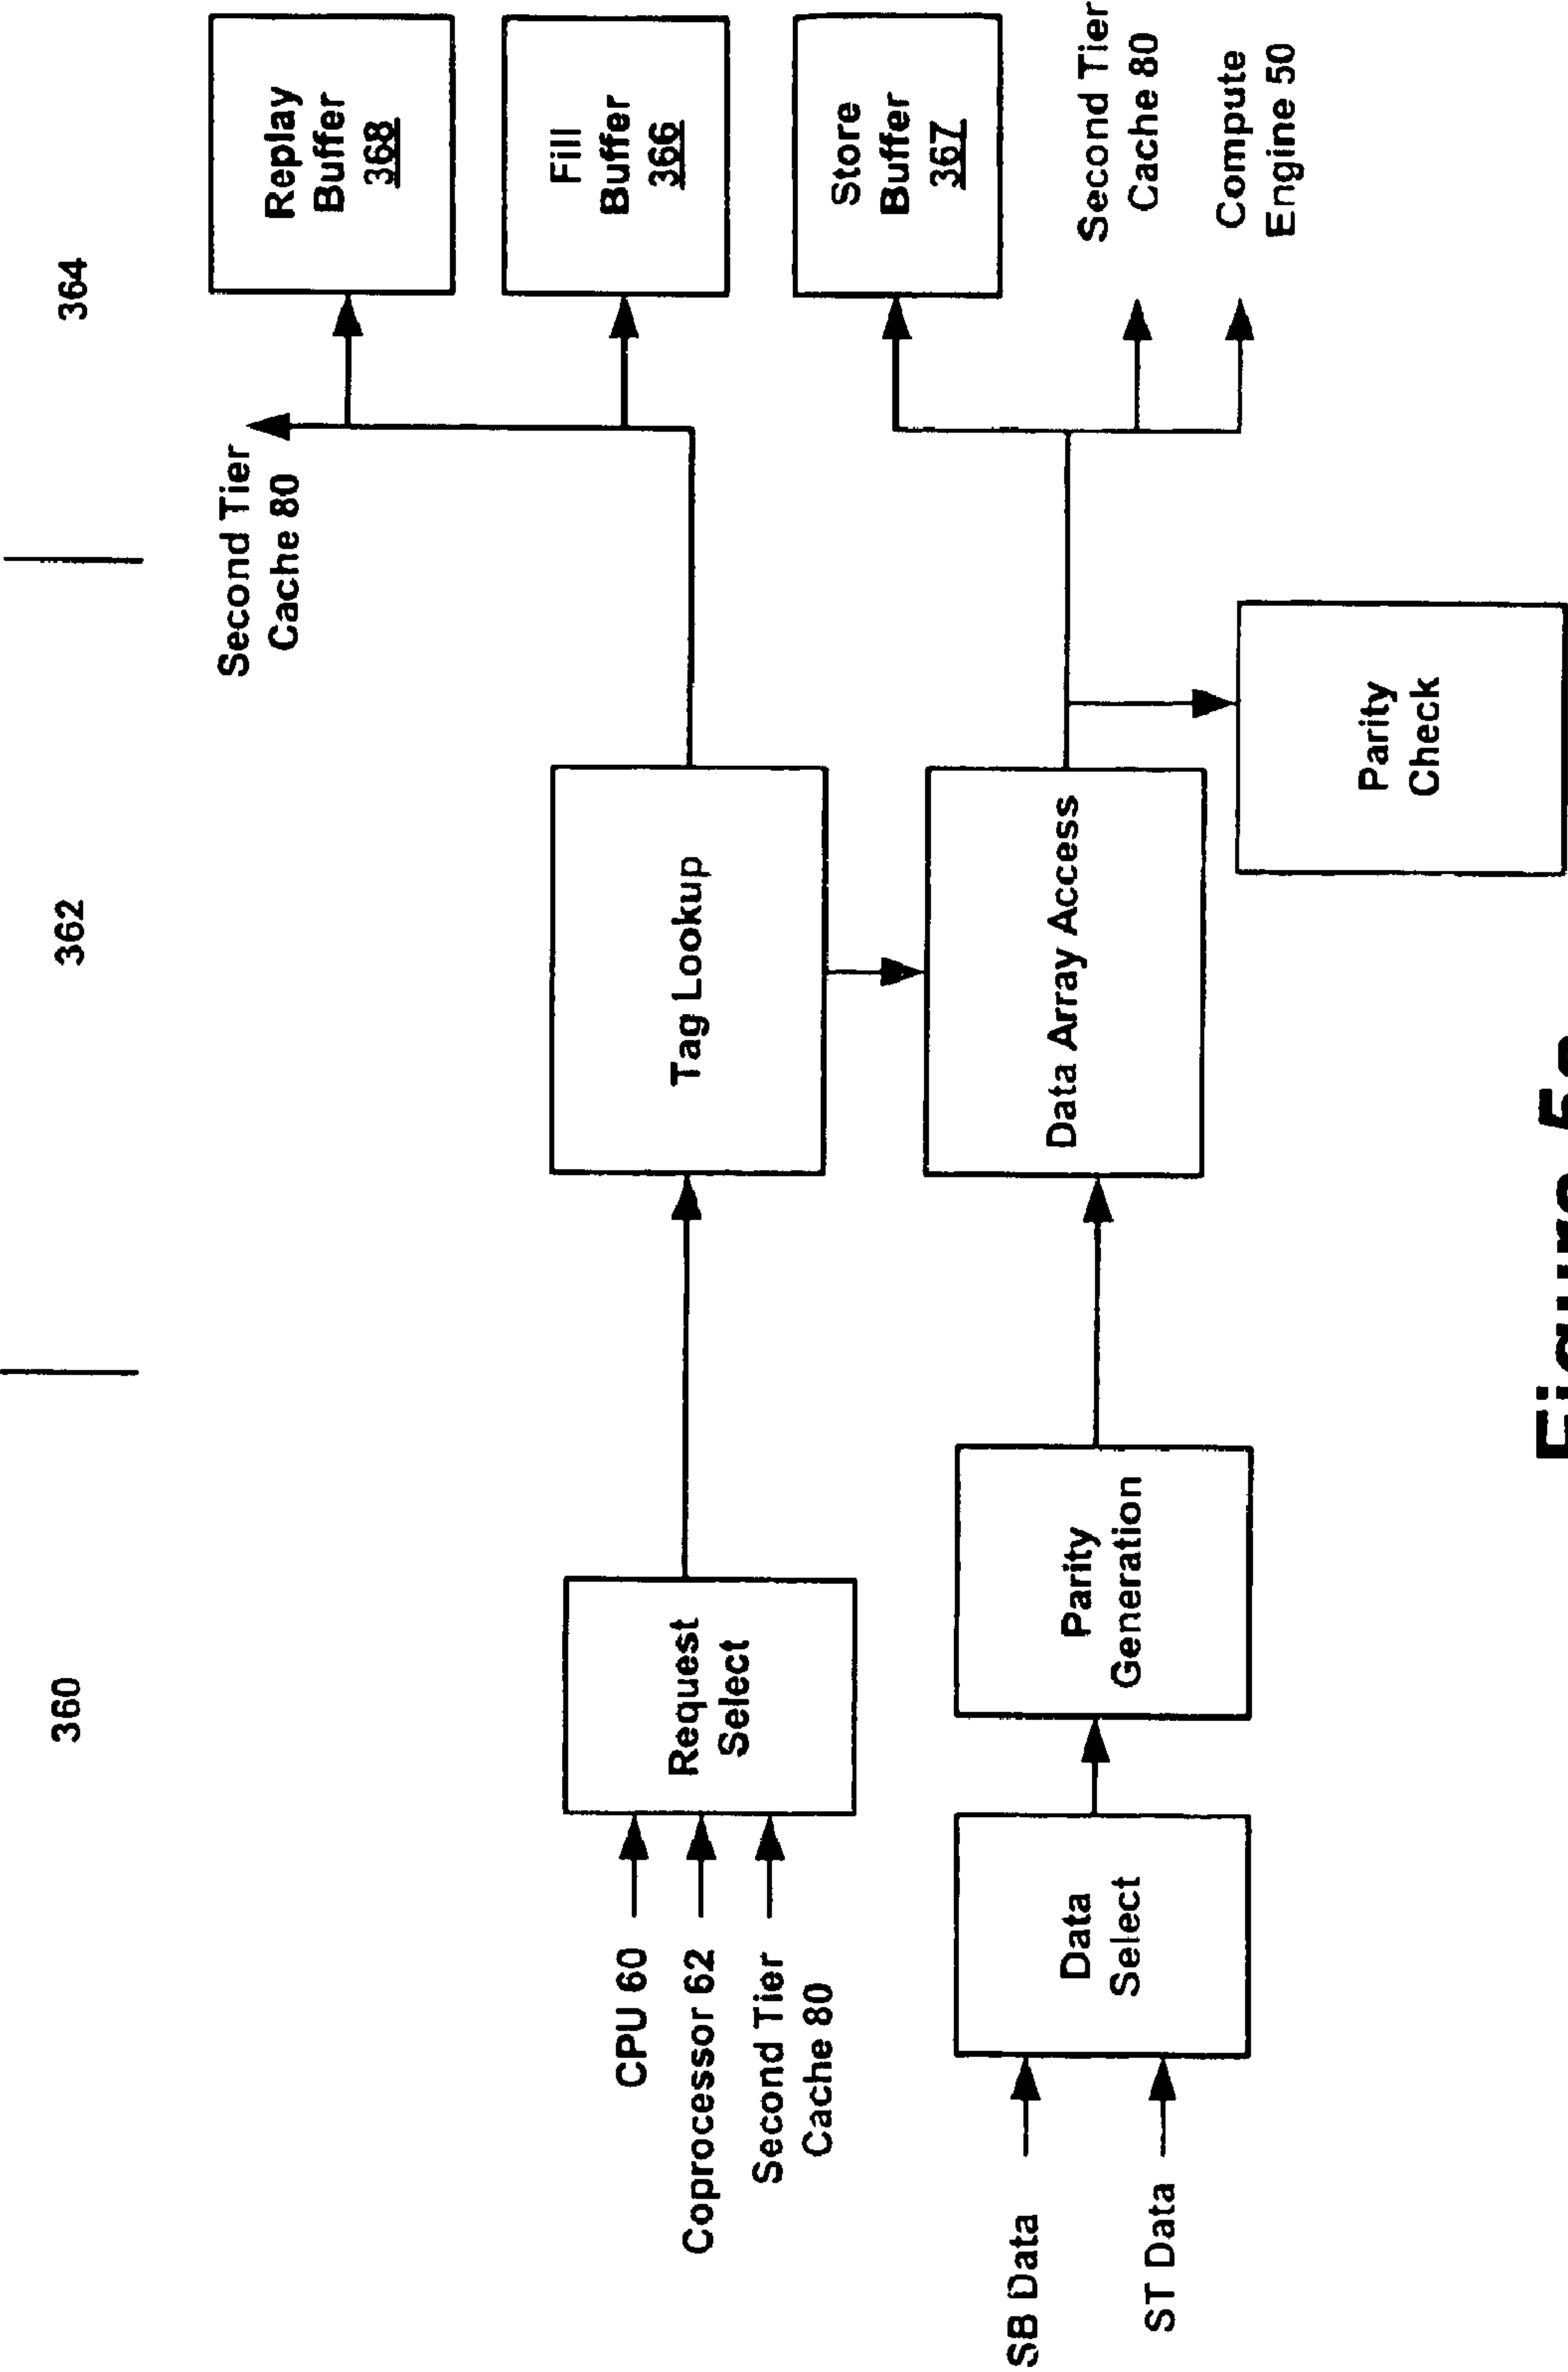 360
362
364
Second Tier
Cache 80
Replay
Buffer
368
Fill
Buffer
366
CPU 60
Coprocessor 62
Second Tier
Cache 80
Request
Select
Tag Lookup
Store
Buffer
367
SB Data
ST Data
Data
Select
Parity
Generation
Data Array Access
Second Tier
Cache 80
Compute
Engine 50
Parity
Check
Figure